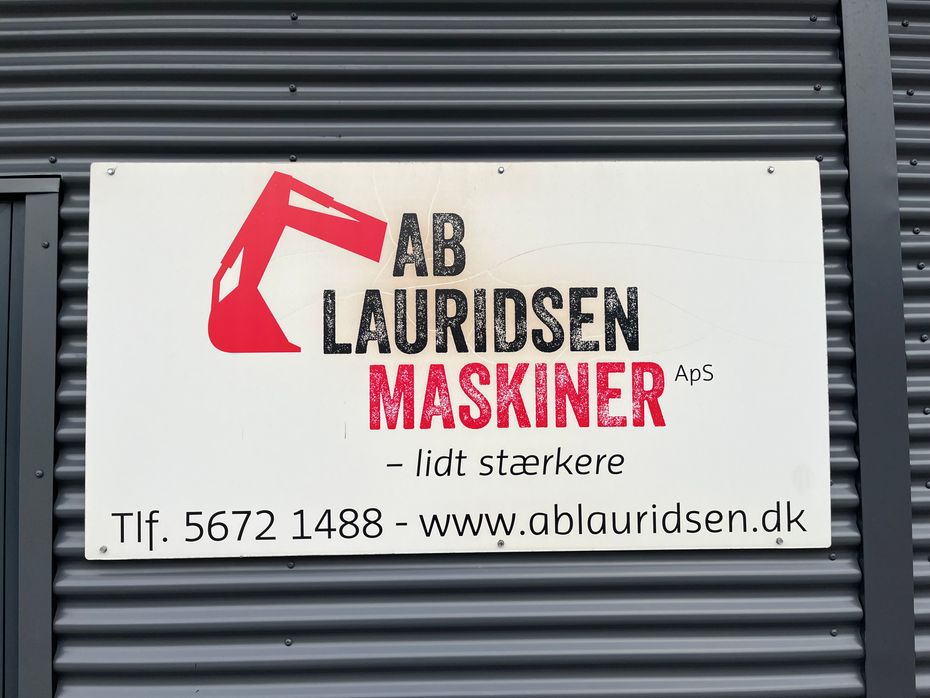 AB
LAURIDSEN
MASKINER ApS
– lidt stærkere
Tlf. 5672 1488 - www.ablauridsen.dk